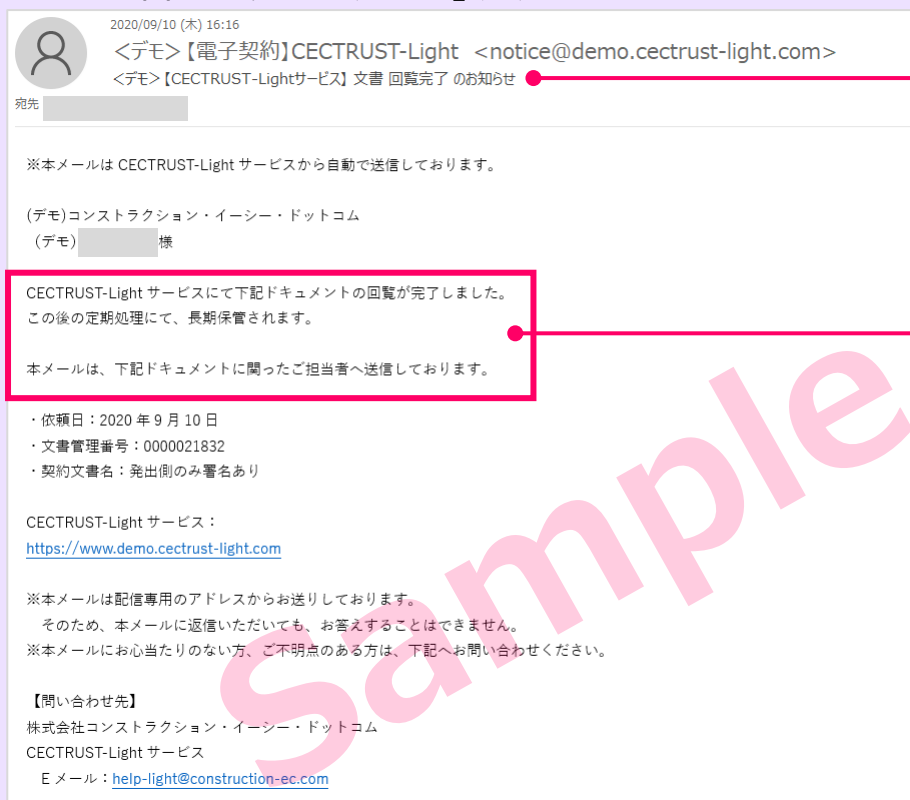 2020/09/10 (木) 16:16
<デモ>【電子契約】CECTRUST-Light <notice@demo.cectrust-light.com>
<デモ>【CECTRUST-Lightサービス】 文書 回覧完了 のお知らせ
宛先
※本メールは CECTRUST-Light サービスから自動で送信しております。
(デモ)コンストラクション・イーシー・ドットコム
（デモ） 様
CECTRUST-Light サービスにて下記ドキュメントの回覧が完了しました。
この後の定期処理にて、長期保管されます。
本メールは、下記ドキュメントに関ったご担当者へ送信しております。
・依頼日：2020 年 9 月 10 日
・文書管理番号：0000021832
・契約文書名：発出側のみ署名あり
CECTRUST-Light サービス：
https://www.demo.cectrust-light.com
※本メールは配信専用のアドレスからお送りしております。
そのため、本メールに返信いただいても、お答えすることはできません。
※本メールにお心当たりのない方、ご不明点のある方は、下記へお問い合わせください。
【問い合わせ先】
株式会社コンストラクション・イーシー・ドットコム
CECTRUST-Light サービス
E メール：help-light@construction-ec.com
Sample